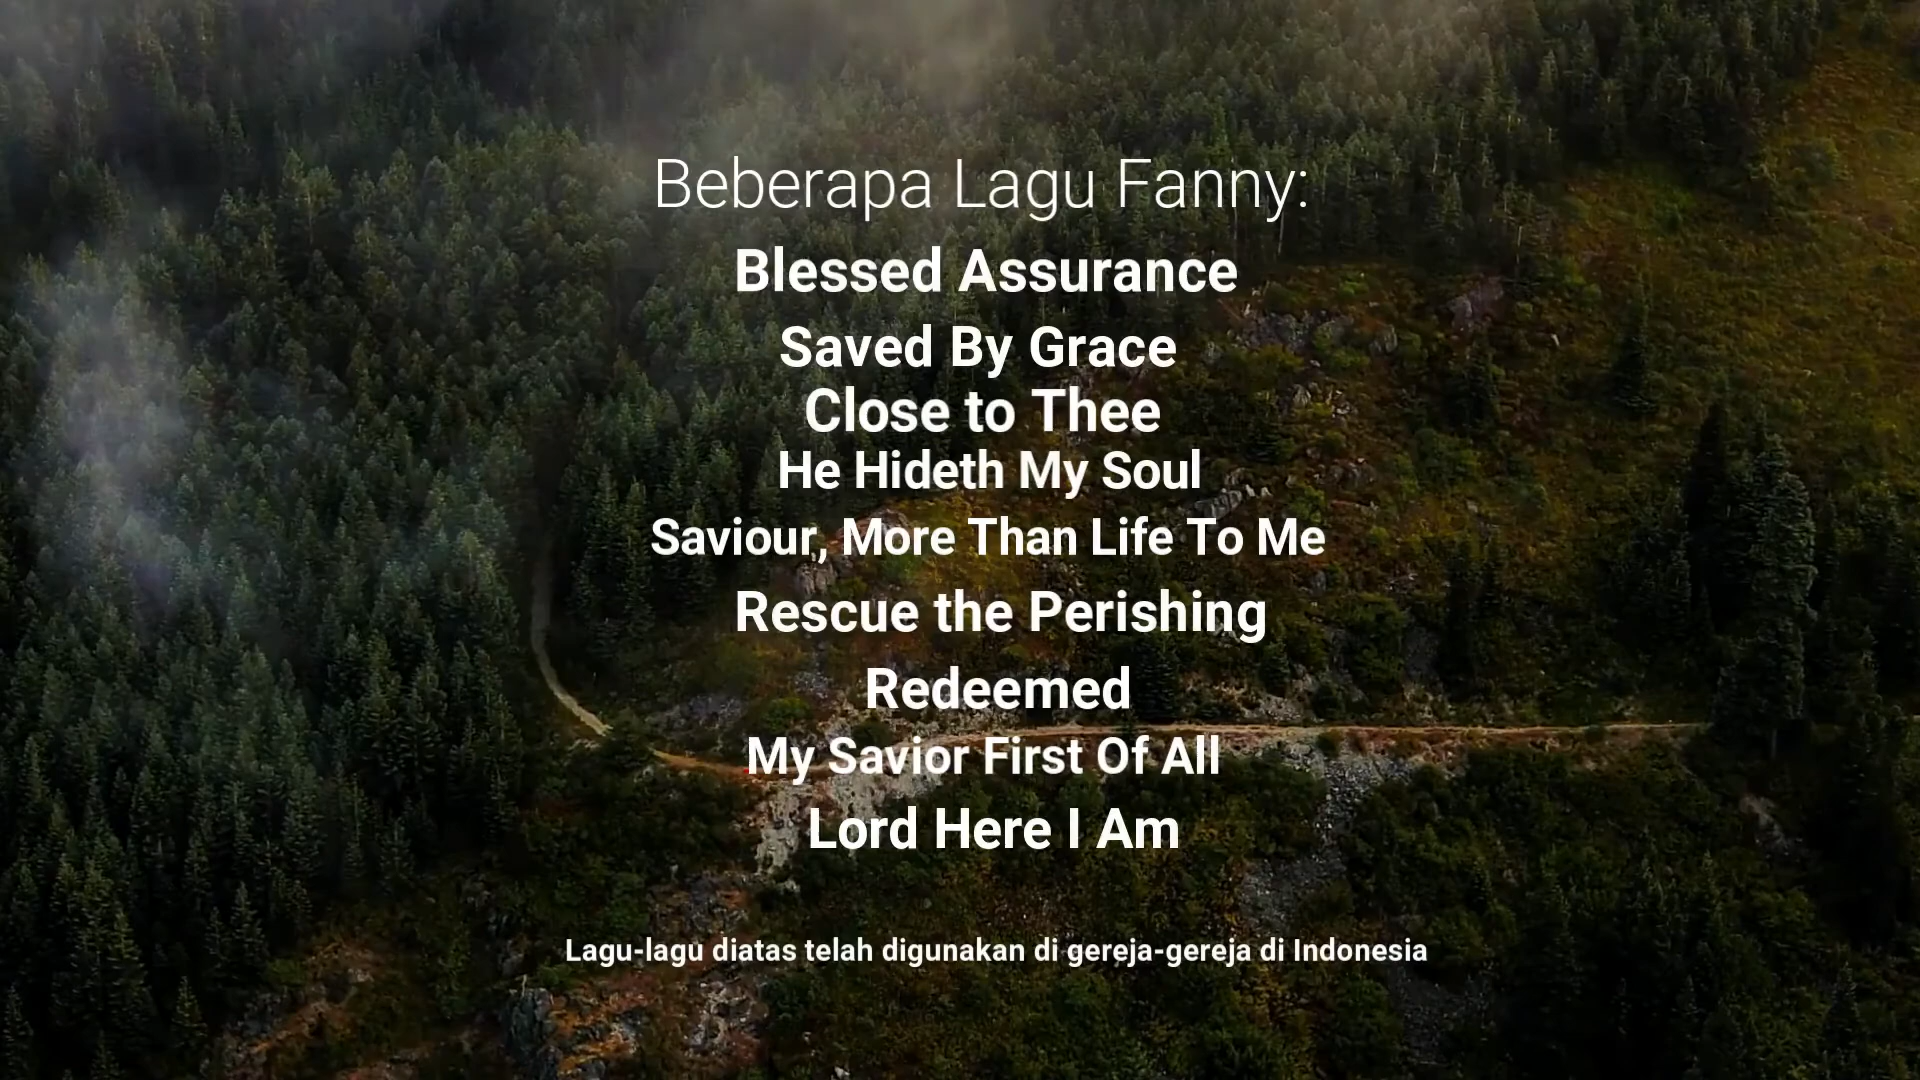 Beberapa Lagu Fanny:
Blessed Assurance
Saved By Grace
Close to Thee
He Hideth My Soul
Saviour, More Than Life To Me
Rescue the Perishing
Redeemed
My Savior First Of All
Lord Here I Am
Lagu-lagu diatas telah digunakan di gereja-gereja di Indonesia